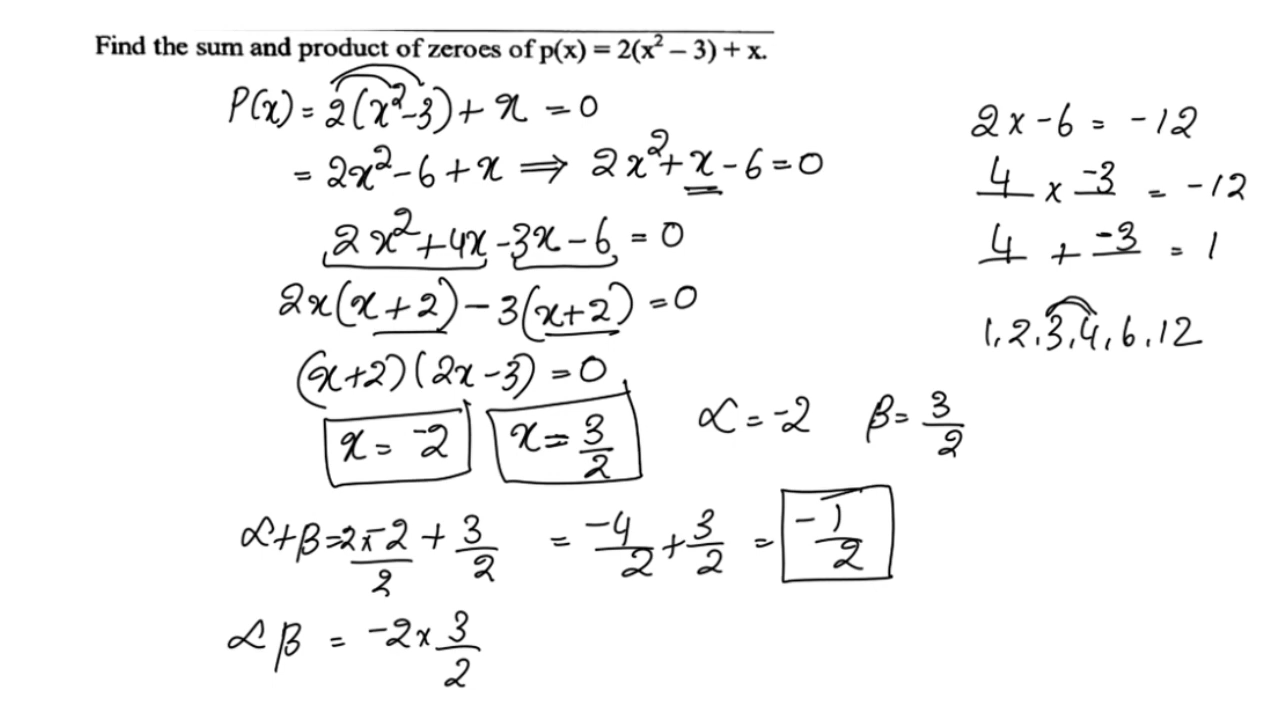 Find the sum and product of zeroes of p(x) = 2(x² – 3) + x.
P(x) = 2(x²-3) + x = 0
= 2x² - 6 + x ⟹ 2x² + x - 6 = 0
2x² + 4x - 3x - 6 = 0
2x(x+2) - 3(x+2) = 0
(x+2)(2x-3) = 0
x = -2 x = 3/2 α = -2 β = 3/2
α+β = 2×-2/2 + 3/2 = -4/2 + 3/2 = -1/2
αβ = -2 × 3/2
2 × -6 = -12
4 × -3 = -12
4 + -3 = 1
1, 2, 3, 4, 6, 12